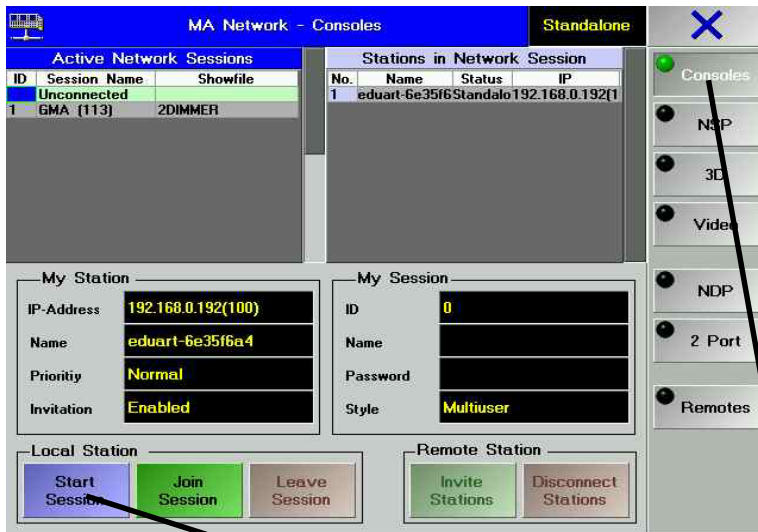 MA Network - Consoles
Standalone
Active Network Sessions
ID Session Name Showfile
Unconnected
1 GMA (113) 2DIMMER
Stations in Network Session
No. Name Status IP
1 eduart-6e35f6 Standalo 192.168.0.192(1
Consoles
NSP
3D
Video
NDP
2 Port
Remotes
My Station
IP-Address 192.168.0.192(100)
Name eduart-6e35f6a4
Prioritiy Normal
Invitation Enabled
My Session
ID 0
Name
Password
Style Multiuser
Local Station
Start
Session
Join
Session
Leave
Session
Remote Station
Invite
Stations
Disconnect
Stations